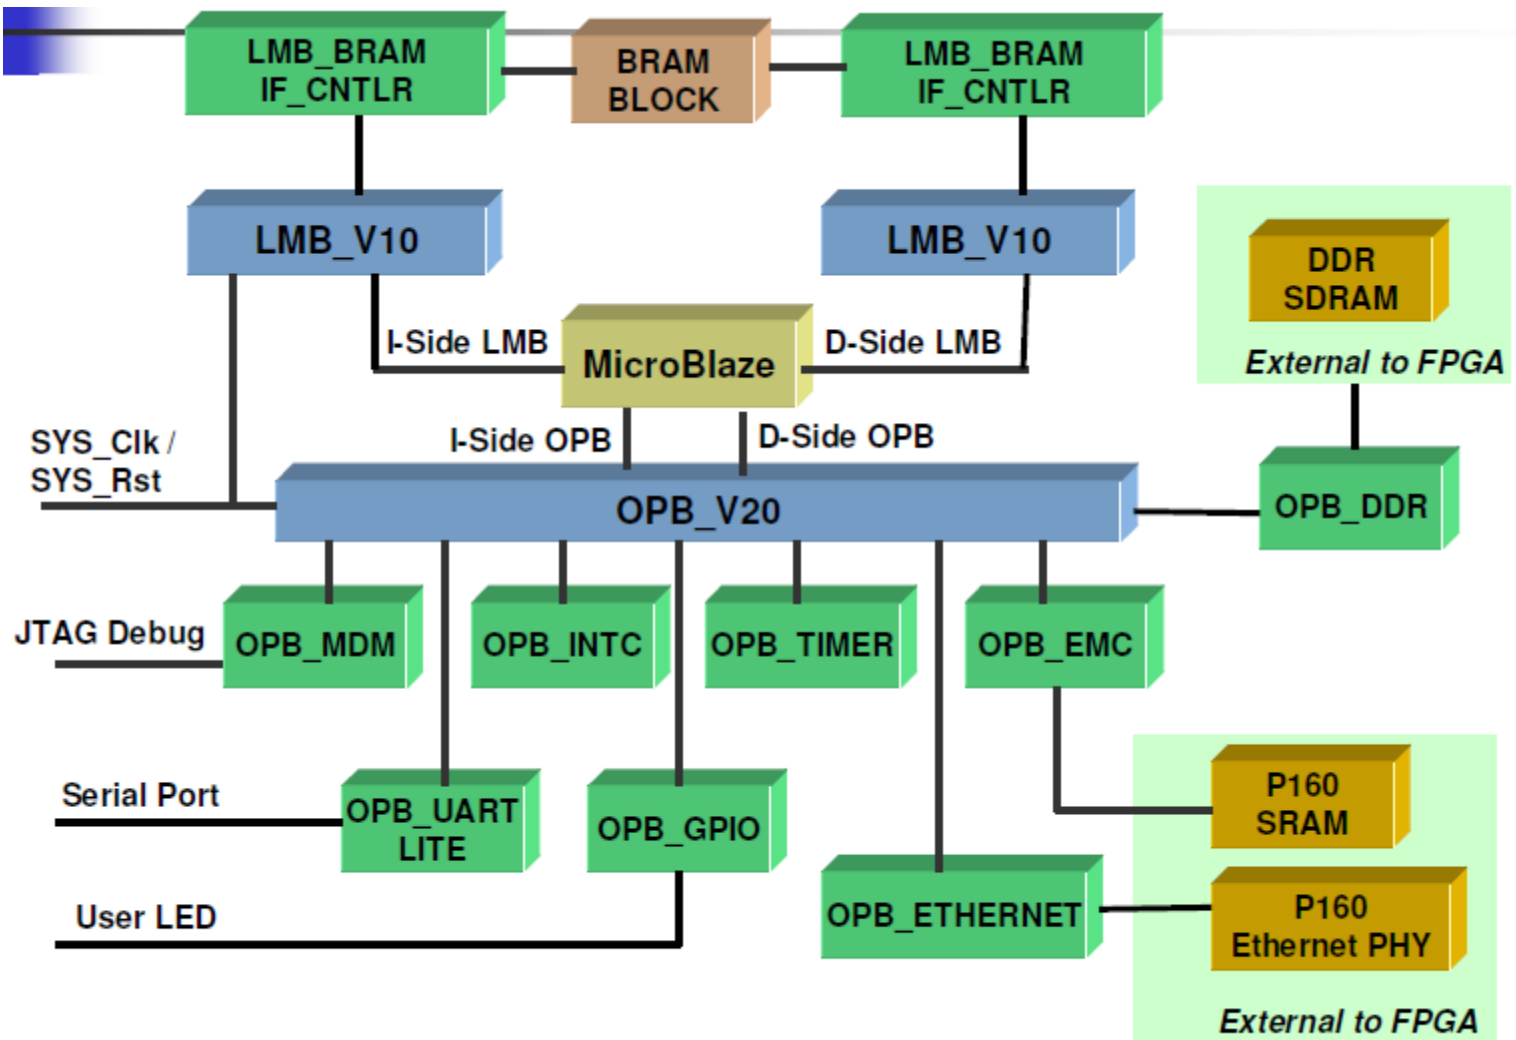 LMB_BRAM
IF_CNTLR
BRAM
BLOCK
LMB_BRAM
IF_CNTLR
LMB_V10
LMB_V10
DDR
SDRAM
External to FPGA
I-Side LMB
MicroBlaze
D-Side LMB
SYS_Clk /
SYS_Rst
I-Side OPB
D-Side OPB
OPB_V20
OPB_DDR
JTAG Debug
OPB_MDM
OPB_INTC
OPB_TIMER
OPB_EMC
Serial Port
OPB_UART
LITE
OPB_GPIO
P160
SRAM
User LED
OPB_ETHERNET
P160
Ethernet PHY
External to FPGA